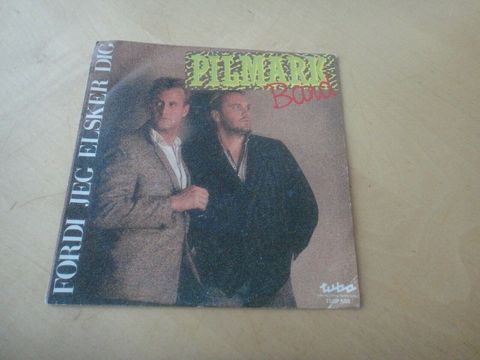 FORDI JEG ELSKER DIG
PILMARK
Band
tuba